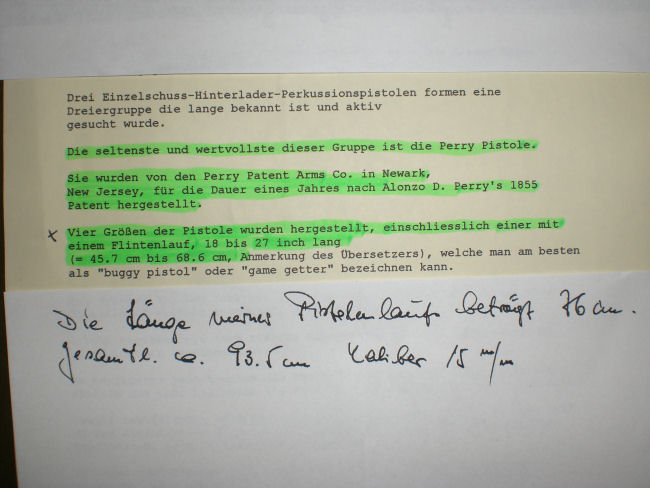 Drei Einzelschuss-Hinterlader-Perkussionspistolen formen eine
Dreiergruppe die lange bekannt ist und aktiv
gesucht wurde.
Die seltenste und wertvollste dieser Gruppe ist die Perry Pistole.
Sie wurden von den Perry Patent Arms Co. in Newark,
New Jersey, für die Dauer eines Jahres nach Alonzo D. Perry's 1855
Patent hergestellt.
x Vier Größen der Pistole wurden hergestellt, einschliesslich einer mit
einem Flintenlauf, 18 bis 27 inch lang
(= 45.7 cm bis 68.6 cm, Anmerkung des Übersetzers), welche man am besten
als "buggy pistol" oder "game getter" bezeichnen kann.
Die Länge meines Pistolenlaufs beträgt 76 cm.
gesamtl. ca. 93.5 cm Kaliber 15 m/m